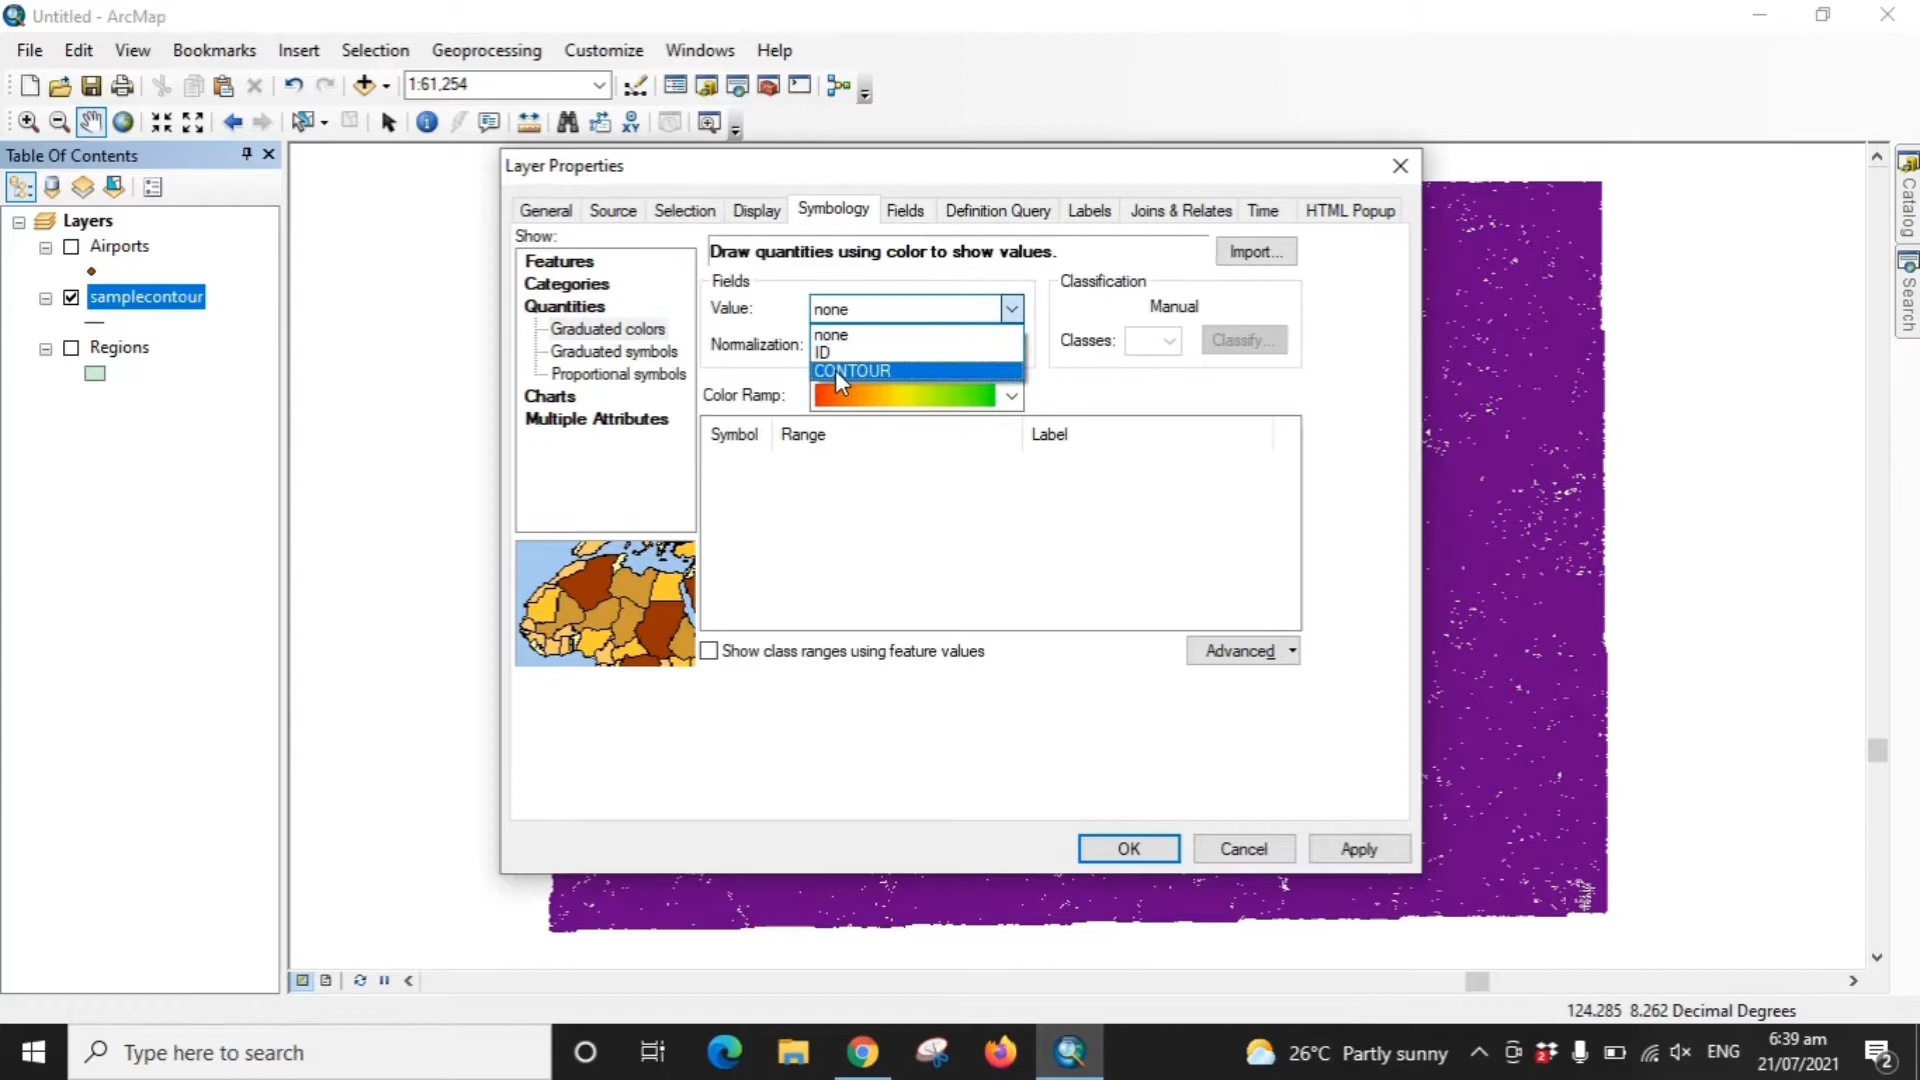 Untitled - ArcMap
File Edit View Bookmarks Insert Selection Geoprocessing Customize Windows Help
1:61,254
Table Of Contents
Layers
Airports
samplecontour
Regions
Layer Properties
General Source Selection Display Symbology Fields Definition Query Labels Joins & Relates Time HTML Popup
Show:
Features
Categories
Quantities
Graduated colors
Graduated symbols
Proportional symbols
Charts
Multiple Attributes
Draw quantities using color to show values.
Import...
Fields
Value: none
none
ID
CONTOUR
Normalization:
Color Ramp:
Classification
Manual
Classes:
Classify...
Symbol Range Label
Show class ranges using feature values
Advanced
OK Cancel Apply
Catalog
Search
124.285 8.262 Decimal Degrees
Type here to search
26°C Partly sunny
2
ENG
6:39 am
21/07/2021
2